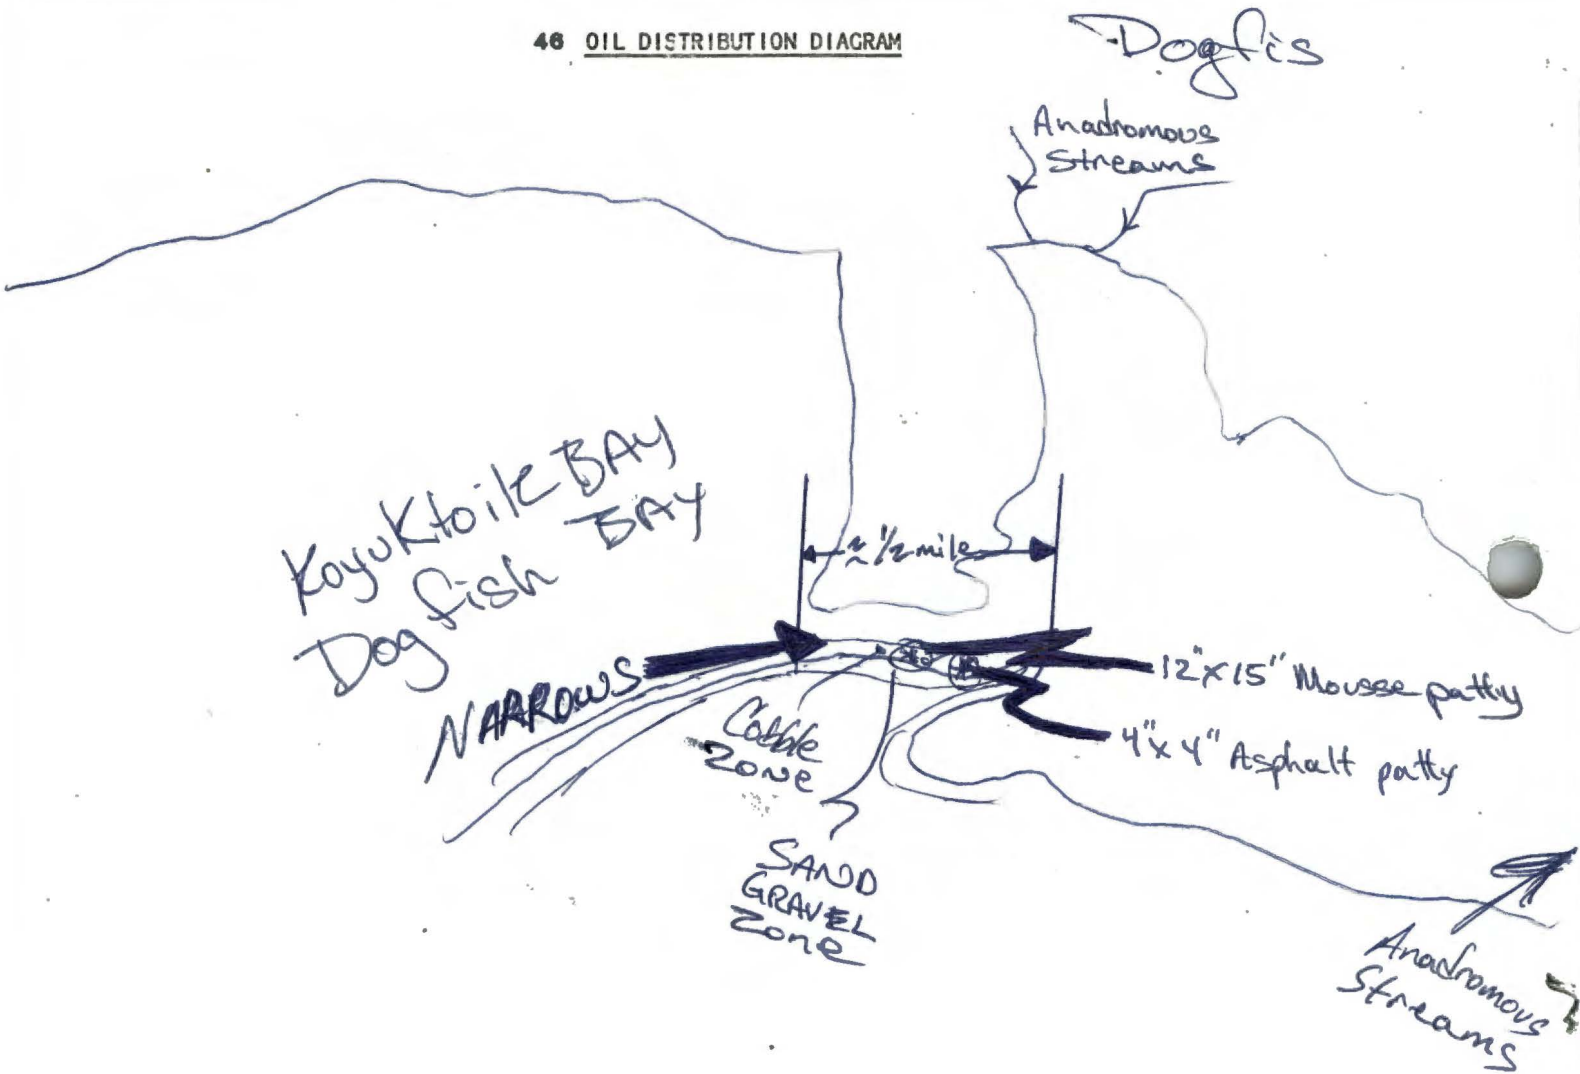 46 OIL DISTRIBUTION DIAGRAM
Dogfis
Anadromous
Streams
KoyuKtoilk BAY
Dogfish BAY
≈ 1/2 mile
NARROWS
12"x15" Mousse patty
4"x4" Asphalt patty
Cobble
Zone
SAND
GRAVEL
Zone
Anadromous
Streams